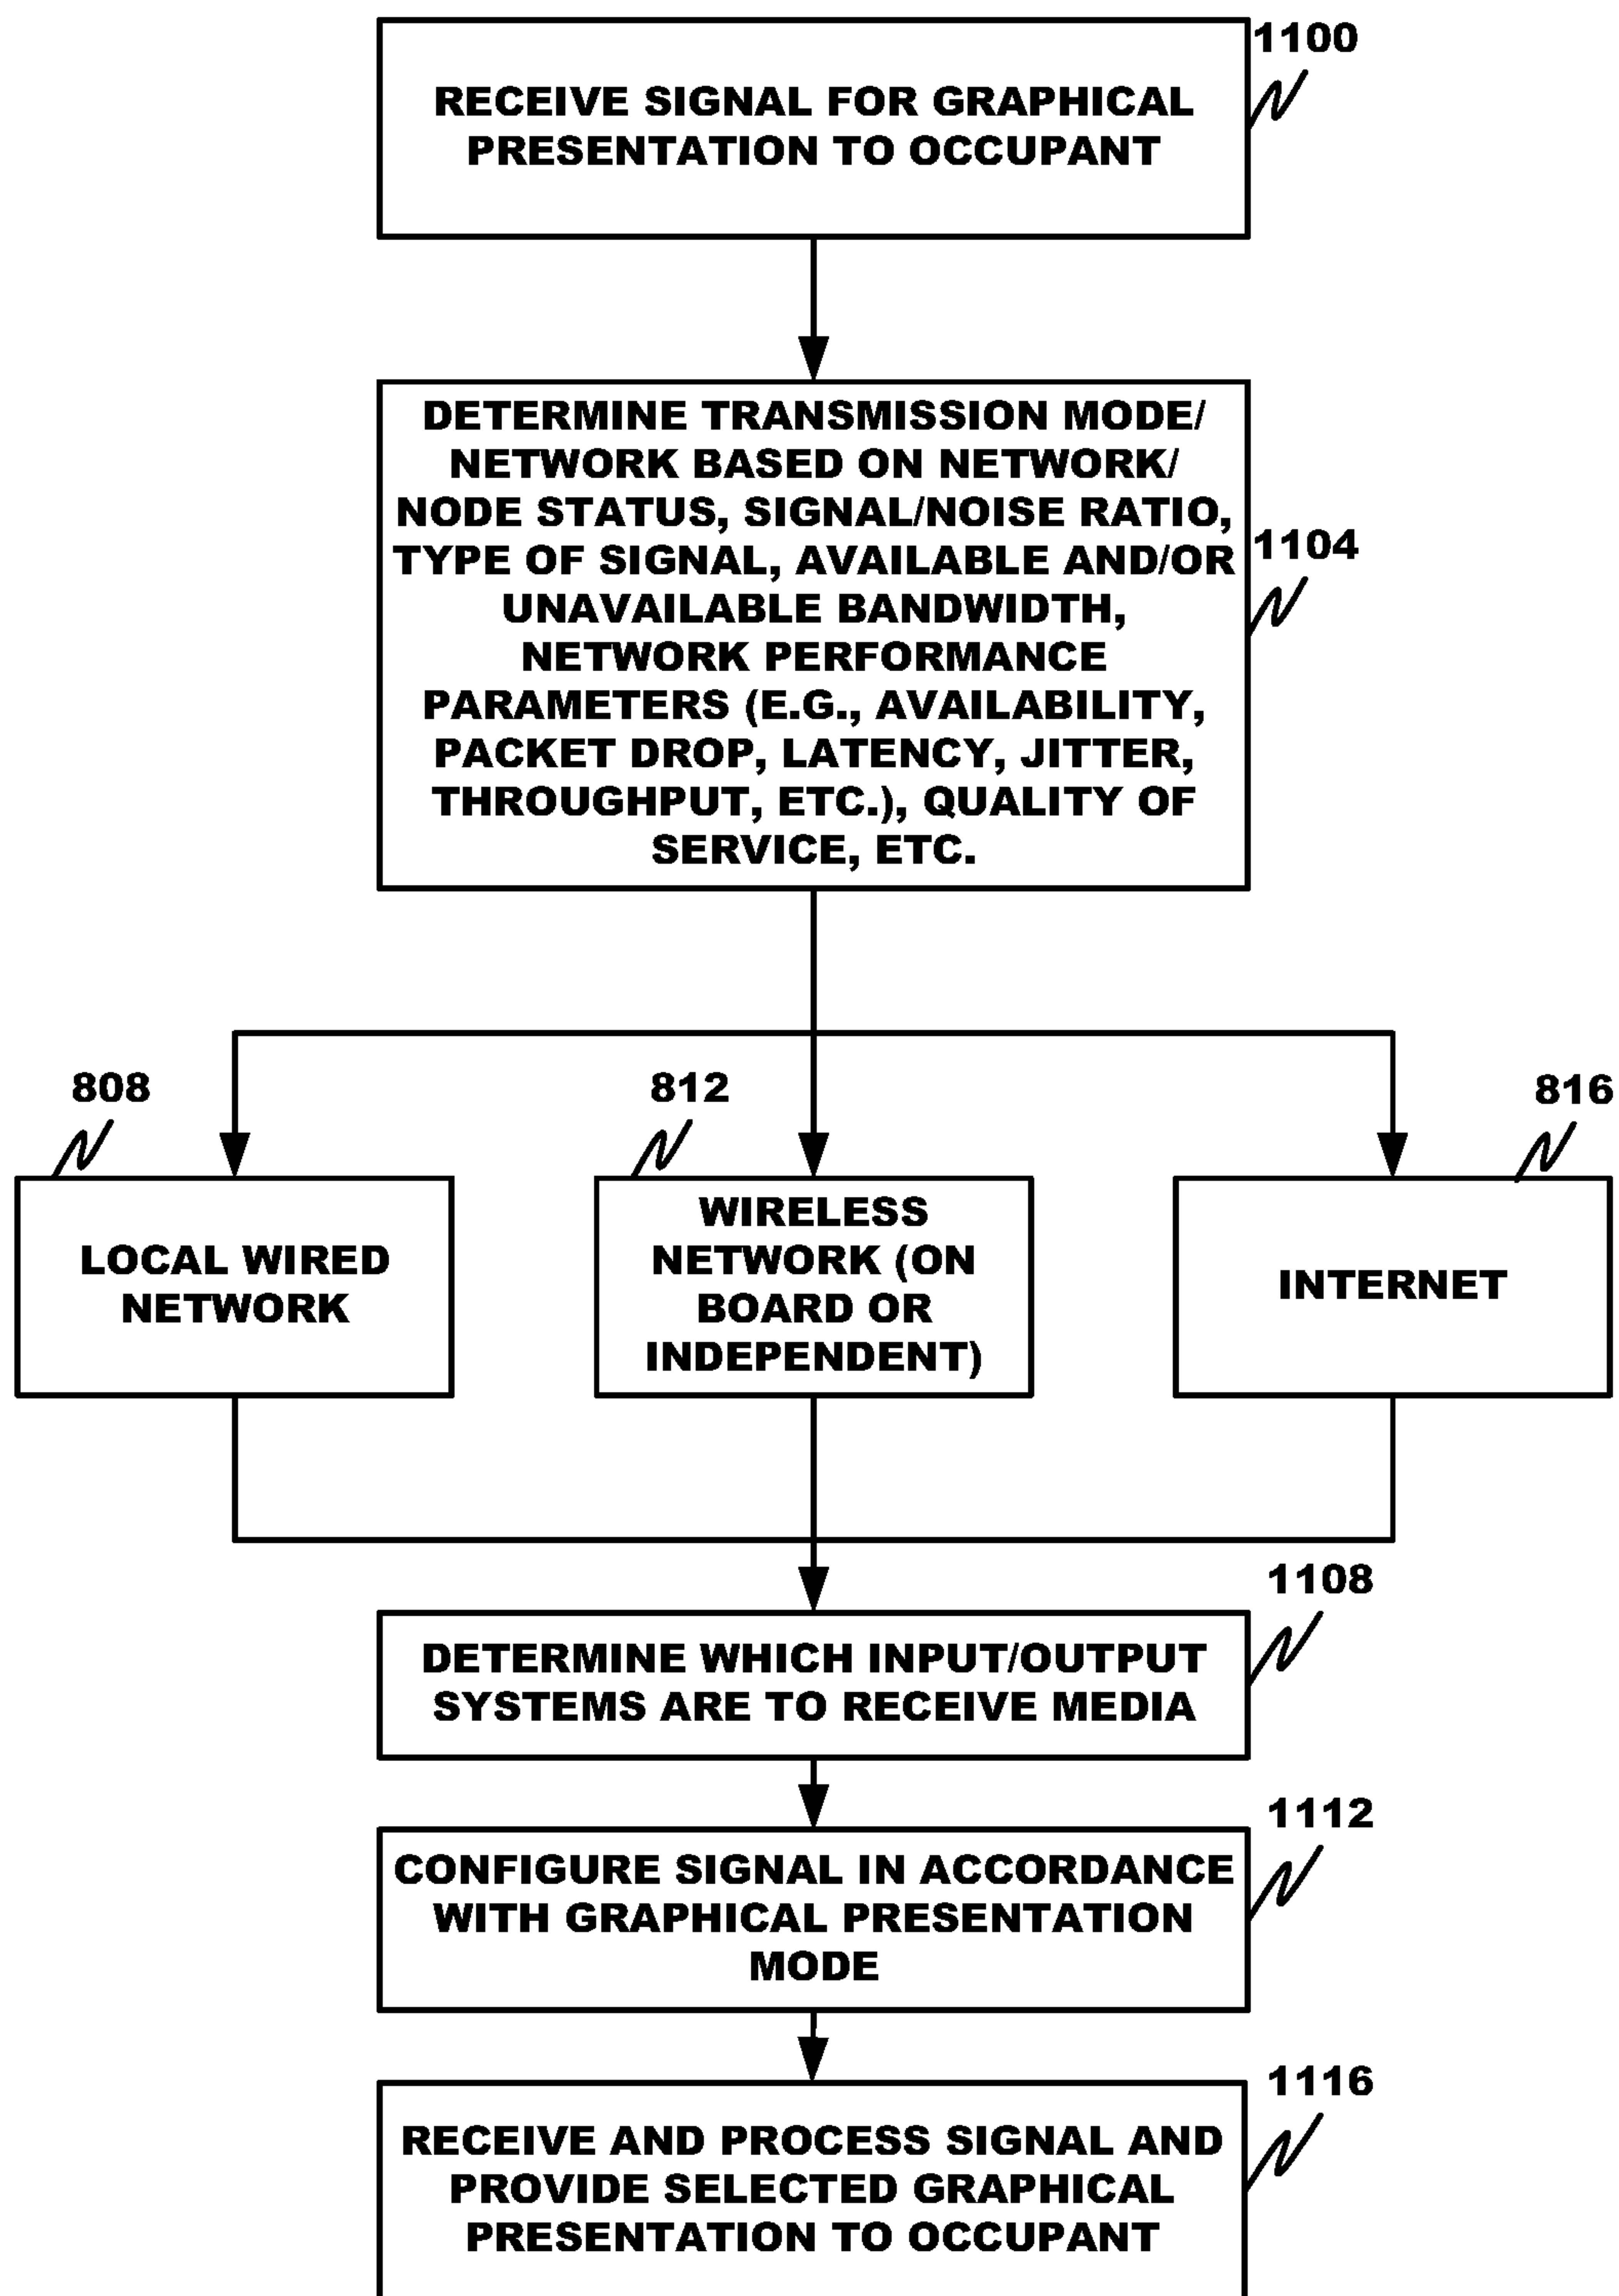 1100
RECEIVE SIGNAL FOR GRAPHICAL
PRESENTATION TO OCCUPANT
DETERMINE TRANSMISSION MODE/
NETWORK BASED ON NETWORK/
NODE STATUS, SIGNAL/NOISE RATIO,
TYPE OF SIGNAL, AVAILABLE AND/OR
UNAVAILABLE BANDWIDTH,
NETWORK PERFORMANCE
PARAMETERS (E.G., AVAILABILITY,
PACKET DROP, LATENCY, JITTER,
THROUGHPUT, ETC.), QUALITY OF
SERVICE, ETC.
1104
808
LOCAL WIRED
NETWORK
812
WIRELESS
NETWORK (ON
BOARD OR
INDEPENDENT)
816
INTERNET
1108
DETERMINE WHICH INPUT/OUTPUT
SYSTEMS ARE TO RECEIVE MEDIA
1112
CONFIGURE SIGNAL IN ACCORDANCE
WITH GRAPHICAL PRESENTATION
MODE
1116
RECEIVE AND PROCESS SIGNAL AND
PROVIDE SELECTED GRAPHICAL
PRESENTATION TO OCCUPANT